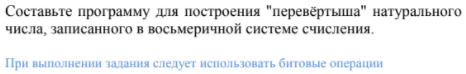 Составьте программу для построения "перевёртыша" натурального
числа, записанного в восьмеричной системе счисления.
При выполнении задания следует использовать битовые операции